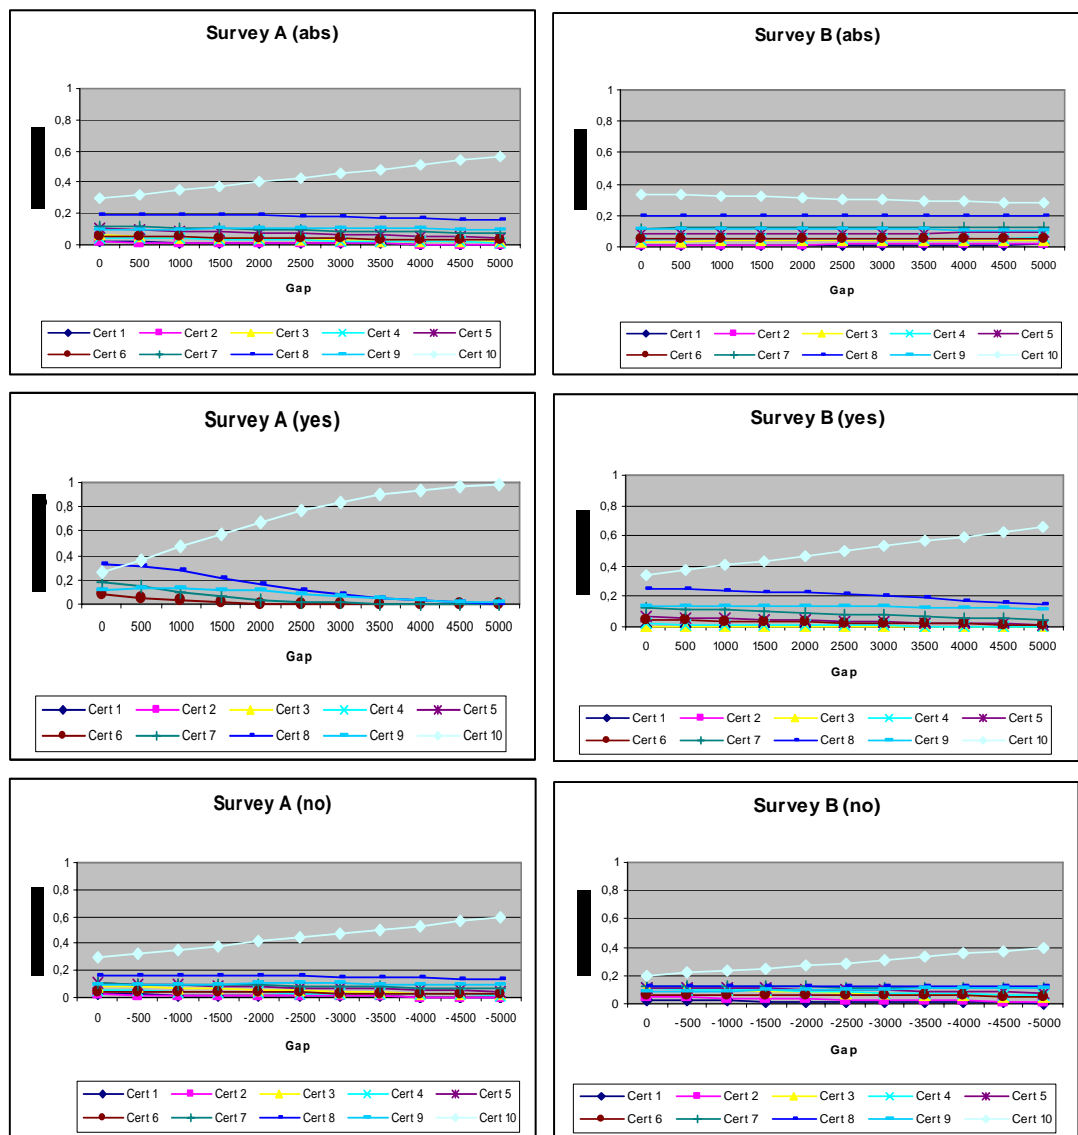 Survey A (abs)
1
0,8
0,6
0,4
0,2
0
0 500 1000 1500 2000 2500 3000 3500 4000 4500 5000
Gap
Cert 1 Cert 2 Cert 3 Cert 4 Cert 5
Cert 6 Cert 7 Cert 8 Cert 9 Cert 10
Survey B (abs)
1
0,8
0,6
0,4
0,2
0
0 500 1000 1500 2000 2500 3000 3500 4000 4500 5000
Gap
Cert 1 Cert 2 Cert 3 Cert 4 Cert 5
Cert 6 Cert 7 Cert 8 Cert 9 Cert 10
Survey A (yes)
1
0,8
0,6
0,4
0,2
0
0 500 1000 1500 2000 2500 3000 3500 4000 4500 5000
Gap
Cert 1 Cert 2 Cert 3 Cert 4 Cert 5
Cert 6 Cert 7 Cert 8 Cert 9 Cert 10
Survey B (yes)
1
0,8
0,6
0,4
0,2
0
0 500 1000 1500 2000 2500 3000 3500 4000 4500 5000
Gap
Cert 1 Cert 2 Cert 3 Cert 4 Cert 5
Cert 6 Cert 7 Cert 8 Cert 9 Cert 10
Survey A (no)
1
0,8
0,6
0,4
0,2
0
0 -500 -1000 -1500 -2000 -2500 -3000 -3500 -4000 -4500 -5000
Gap
Cert 1 Cert 2 Cert 3 Cert 4 Cert 5
Cert 6 Cert 7 Cert 8 Cert 9 Cert 10
Survey B (no)
1
0,8
0,6
0,4
0,2
0
0 -500 -1000 -1500 -2000 -2500 -3000 -3500 -4000 -4500 -5000
Gap
Cert 1 Cert 2 Cert 3 Cert 4 Cert 5
Cert 6 Cert 7 Cert 8 Cert 9 Cert 10